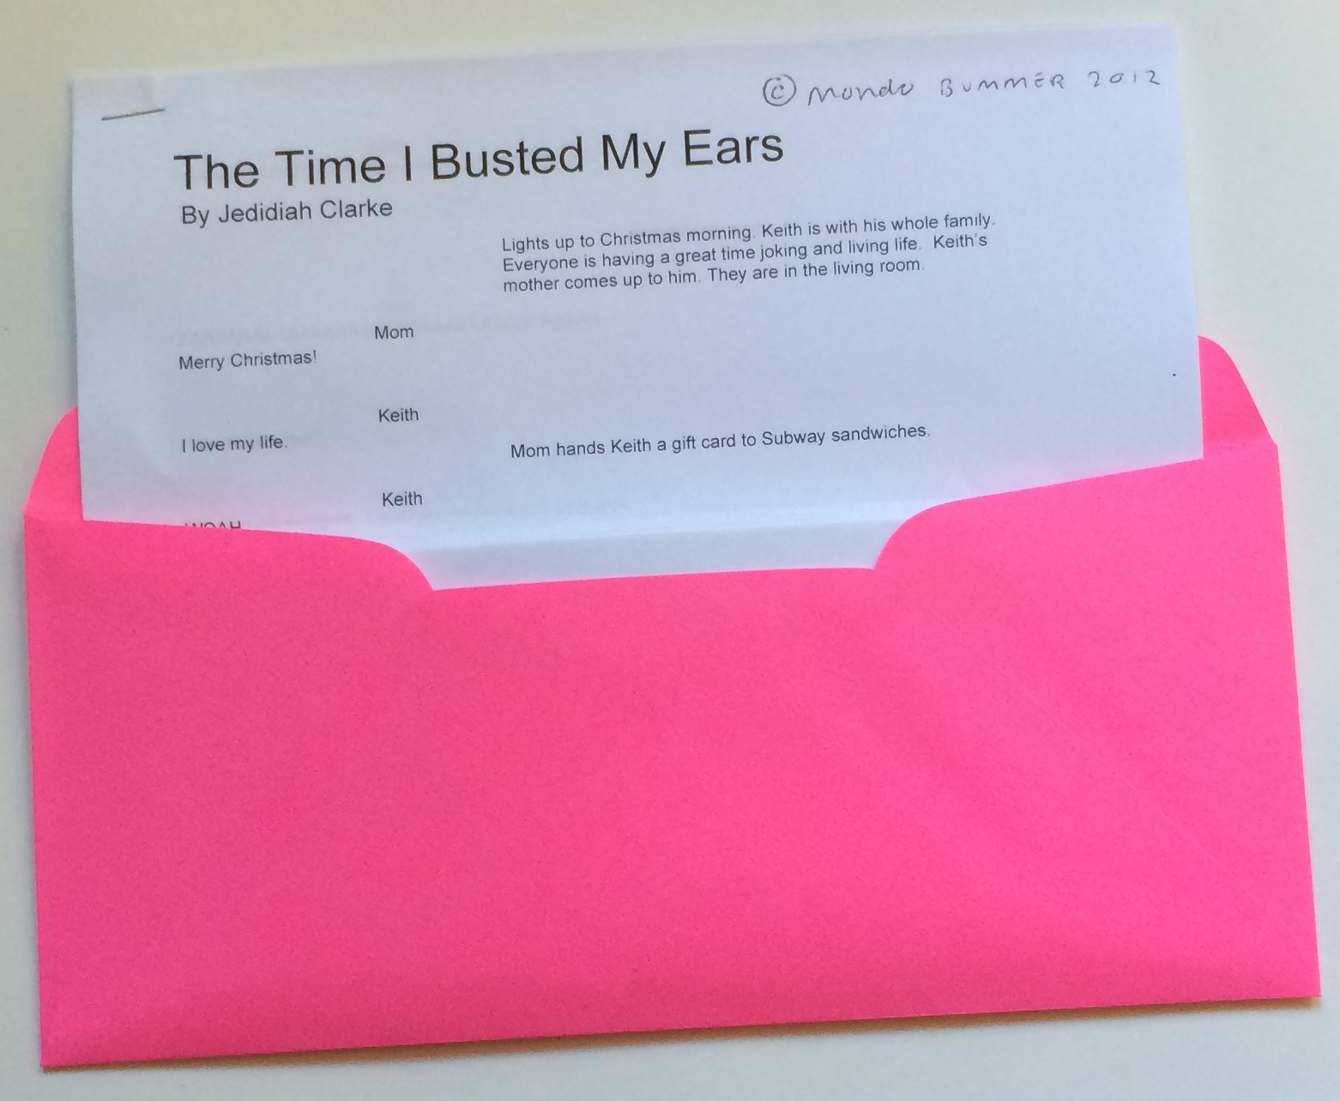 © Mondo Bummer 2012
The Time I Busted My Ears
By Jedidiah Clarke
Lights up to Christmas morning. Keith is with his whole family.
Everyone is having a great time joking and living life. Keith's
mother comes up to him. They are in the living room.
Mom
Merry Christmas!
Keith
I love my life.
Mom hands Keith a gift card to Subway sandwiches.
Keith
WOAH